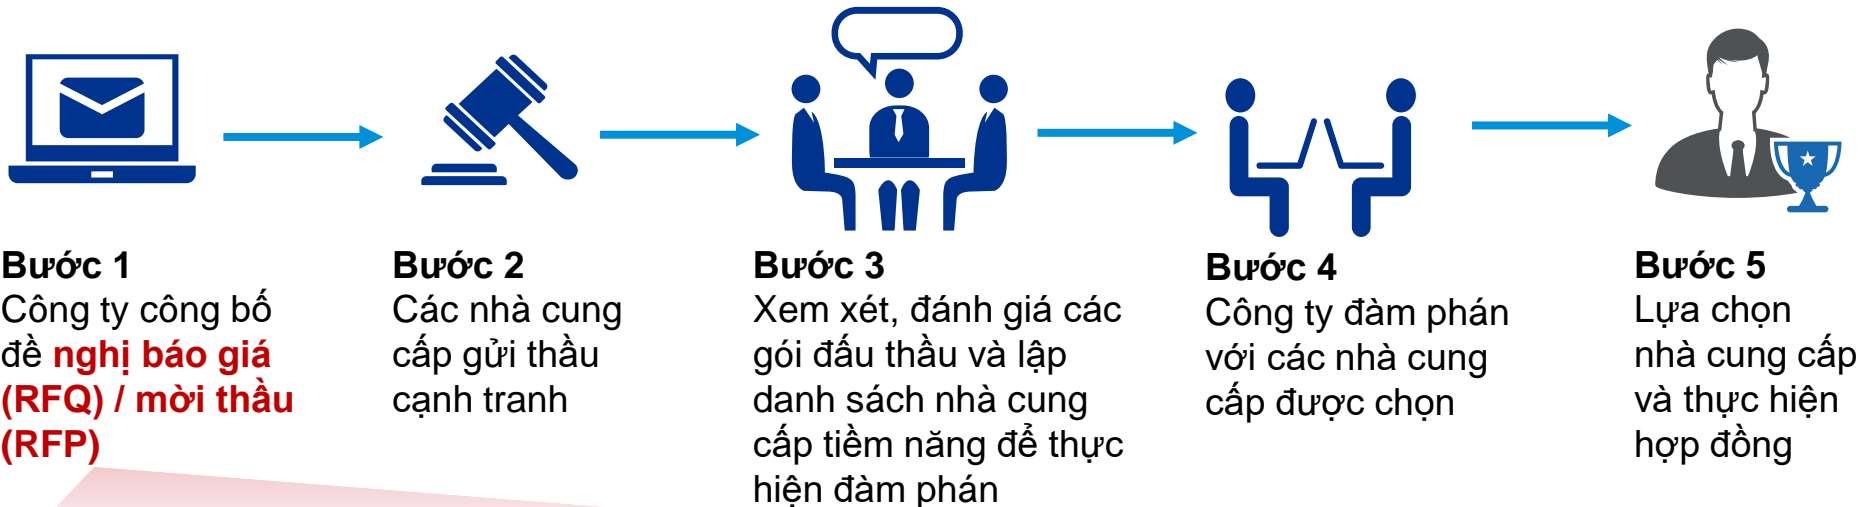 Bước 1
Công ty công bố
đề nghị báo giá
(RFQ) / mời thầu
(RFP)
Bước 2
Các nhà cung
cấp gửi thầu
cạnh tranh
Bước 3
Xem xét, đánh giá các
gói đấu thầu và lập
danh sách nhà cung
cấp tiềm năng để thực
hiện đàm phán
Bước 4
Công ty đàm phán
với các nhà cung
cấp được chọn
Bước 5
Lựa chọn
nhà cung cấp
và thực hiện
hợp đồng